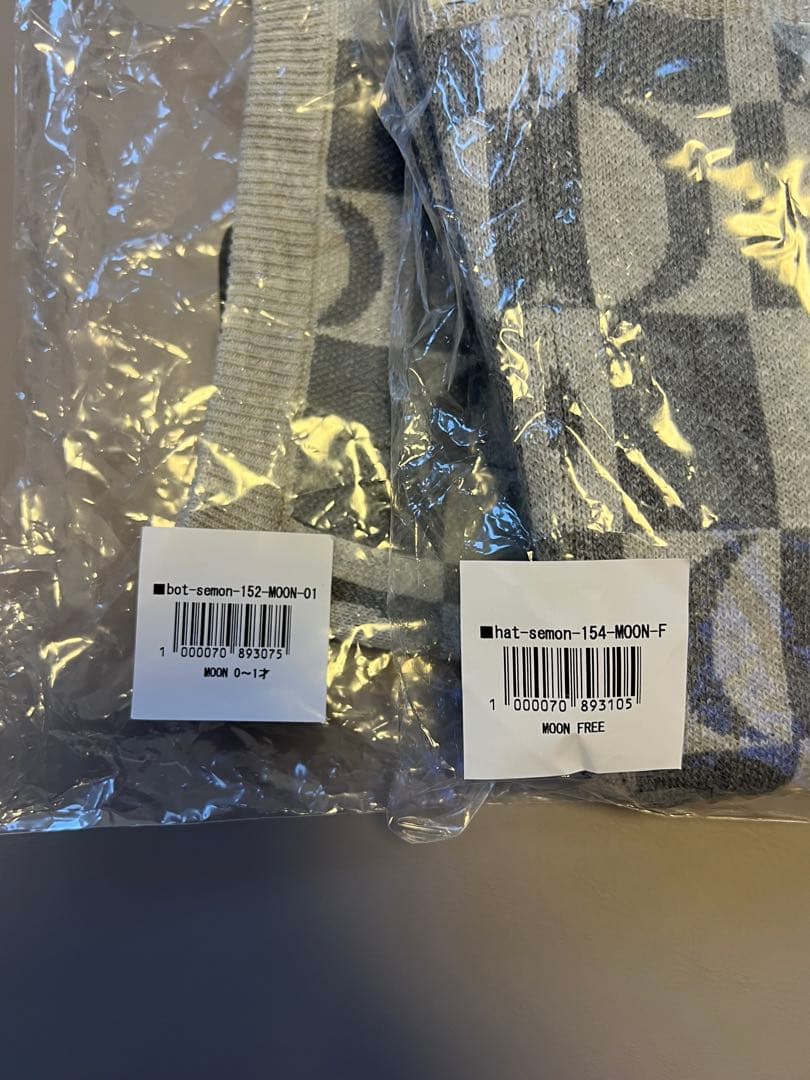 ■bot-semon-152-MOON-01
1 000070 893075
MOON 0~1才
■hat-semon-154-MOON-F
1 000070 893105
MOON FREE